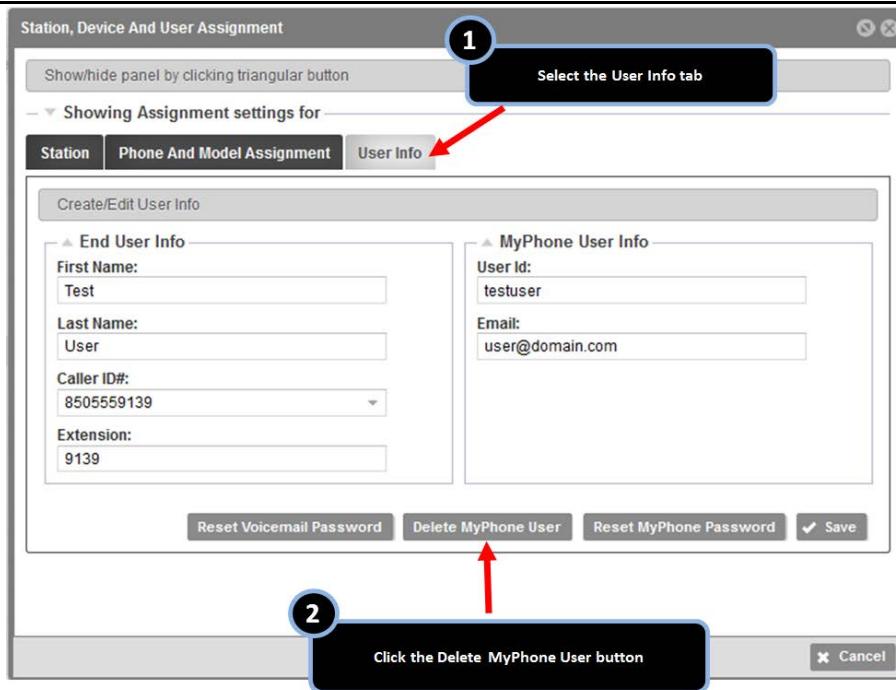 Station, Device And User Assignment
1
Select the User Info tab
Show/hide panel by clicking triangular button
Showing Assignment settings for
Station Phone And Model Assignment User Info
Create/Edit User Info
End User Info
First Name:
Test
Last Name:
User
Caller ID#:
8505559139
Extension:
9139
MyPhone User Info
User Id:
testuser
Email:
user@domain.com
Reset Voicemail Password Delete MyPhone User Reset MyPhone Password Save
2
Click the Delete MyPhone User button
Cancel